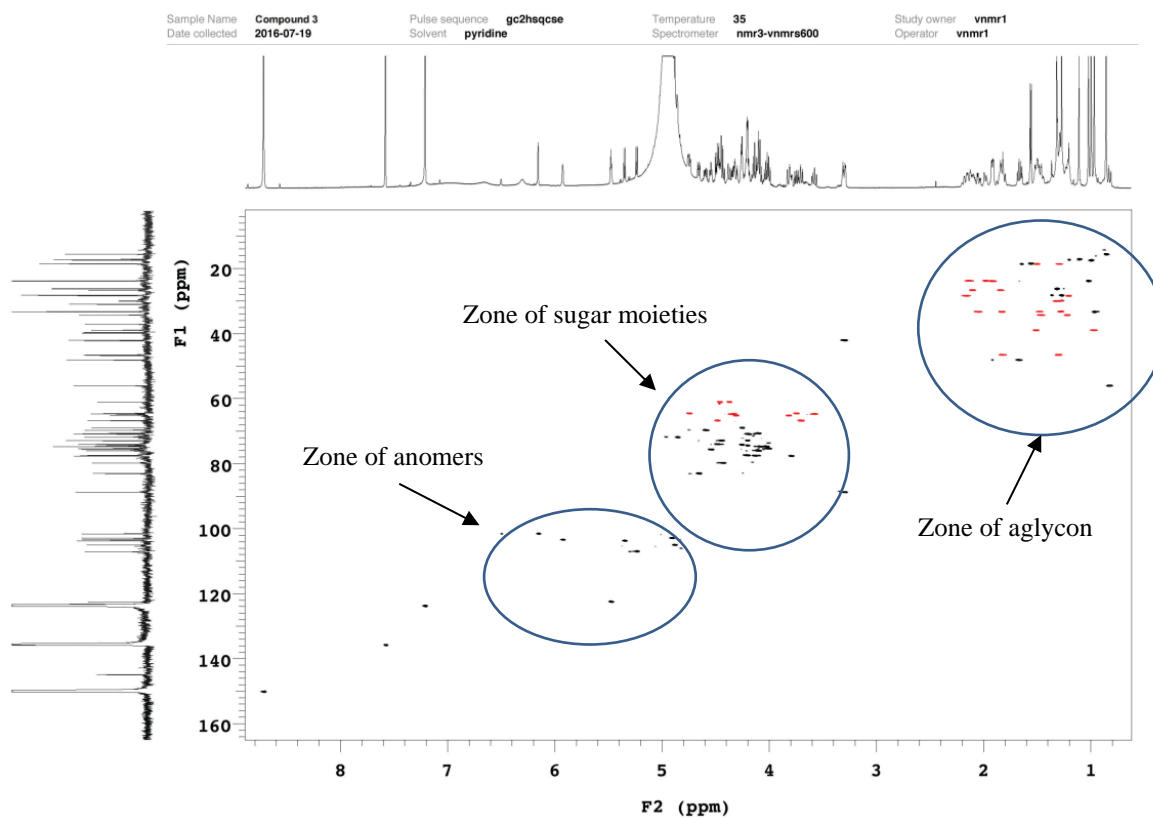 Sample Name Compound 3 Pulse sequence gc2hsqcse Temperature 35 Study owner vnmr1
Date collected 2016-07-19 Solvent pyridine Spectrometer nmr3-vnmrs600 Operator vnmr1
F1 (ppm)
20
40
60
80
100
120
140
160
Zone of sugar moieties
Zone of anomers
Zone of aglycon
8 7 6 5 4 3 2 1
F2 (ppm)